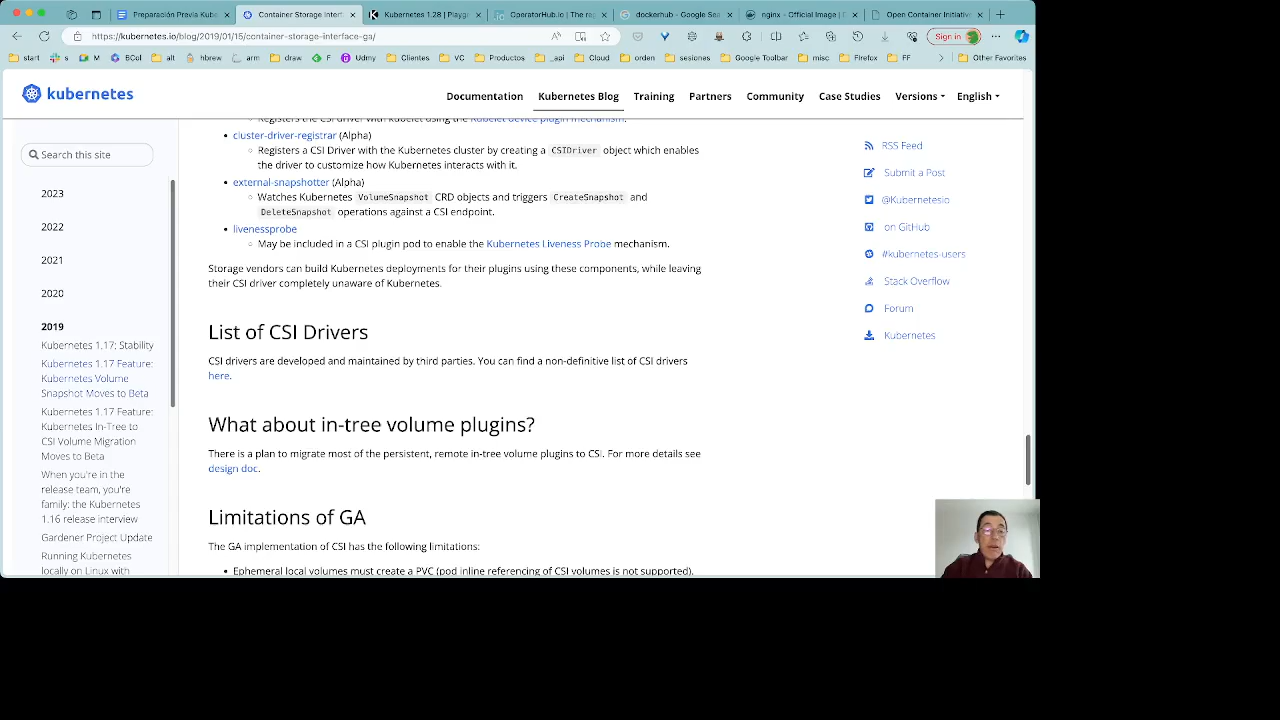 Preparación Previa Kube
Container Storage Interf
Kubernetes 1.28 | Playg
OperatorHub.io | The re
dockerhub - Google Sea
nginx - Official Image | D
Open Container Initiative
https://kubernetes.io/blog/2019/01/15/container-storage-interface-ga/
Sign in
start
s
M
BCol
alt
hbrew
arm
draw
F
Udmy
Clientes
VC
Productos
_api
Cloud
orden
sesiones
Google Toolbar
misc
Firefox
FF
Other Favorites
kubernetes
Documentation
Kubernetes Blog
Training
Partners
Community
Case Studies
Versions
English
Search this site
2023
2022
2021
2020
2019
Kubernetes 1.17: Stability
Kubernetes 1.17 Feature:
Kubernetes Volume
Snapshot Moves to Beta
Kubernetes 1.17 Feature:
Kubernetes In-Tree to
CSI Volume Migration
Moves to Beta
When you're in the
release team, you're
family: the Kubernetes
1.16 release interview
Gardener Project Update
Running Kubernetes
locally on Linux with
Registers the CSI driver with kubelet using the Kubelet device plugin mechanism.
cluster-driver-registrar (Alpha)
Registers a CSI Driver with the Kubernetes cluster by creating a CSIDriver object which enables
the driver to customize how Kubernetes interacts with it.
external-snapshotter (Alpha)
Watches Kubernetes VolumeSnapshot CRD objects and triggers CreateSnapshot and
DeleteSnapshot operations against a CSI endpoint.
livenessprobe
May be included in a CSI plugin pod to enable the Kubernetes Liveness Probe mechanism.
Storage vendors can build Kubernetes deployments for their plugins using these components, while leaving
their CSI driver completely unaware of Kubernetes.
List of CSI Drivers
CSI drivers are developed and maintained by third parties. You can find a non-definitive list of CSI drivers
here.
What about in-tree volume plugins?
There is a plan to migrate most of the persistent, remote in-tree volume plugins to CSI. For more details see
design doc.
Limitations of GA
The GA implementation of CSI has the following limitations:
Ephemeral local volumes must create a PVC (pod inline referencing of CSI volumes is not supported).
RSS Feed
Submit a Post
@Kubernetesio
on GitHub
#kubernetes-users
Stack Overflow
Forum
Kubernetes